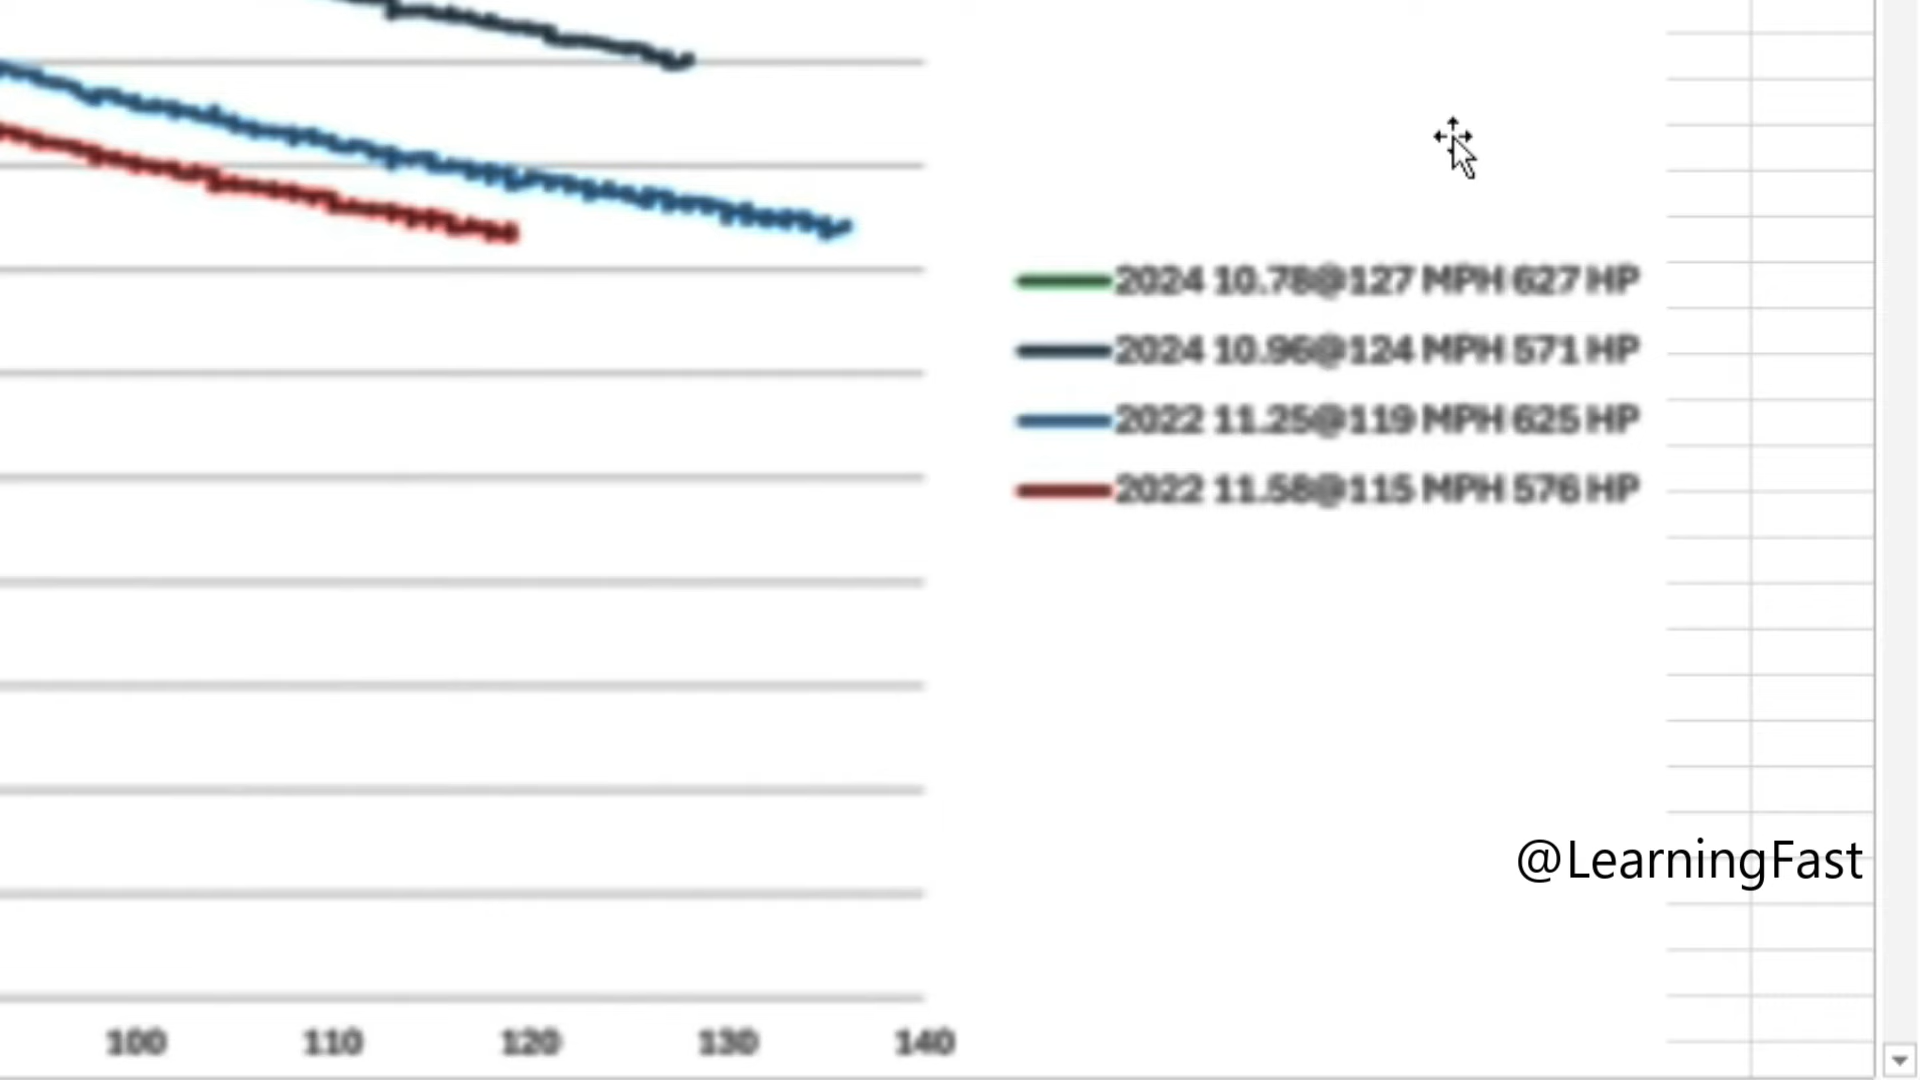 2024 10.78@127 MPH 627 HP
2024 10.96@124 MPH 571 HP
2022 11.25@119 MPH 625 HP
2022 11.58@115 MPH 576 HP
@LearningFast
100 110 120 130 140